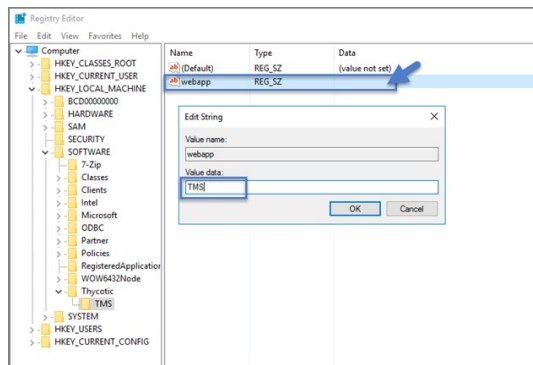 Registry Editor
File Edit View Favorites Help
Computer
HKEY_CLASSES_ROOT
HKEY_CURRENT_USER
HKEY_LOCAL_MACHINE
BCD00000000
HARDWARE
SAM
SECURITY
SOFTWARE
7-Zip
Classes
Clients
Intel
Microsoft
ODBC
Partner
Policies
RegisteredApplication
WOW6432Node
Thycotic
TMS
SYSTEM
HKEY_USERS
HKEY_CURRENT_CONFIG
Name Type Data
ab (Default) REG_SZ (value not set)
ab webapp REG_SZ
Edit String
Value name:
webapp
Value data:
TMS
OK Cancel